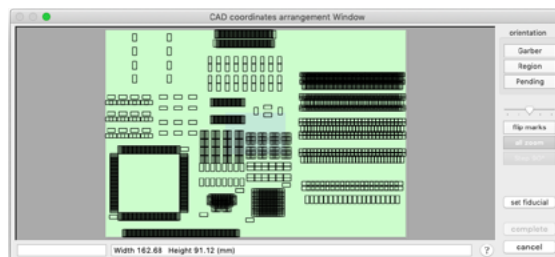 CAD coordinates arrangement Window
orientation
Garber
Region
Pending
flip marks
all zoom
set fiducial
complete
Width 162.68 Height 91.12 (mm)
?
cancel